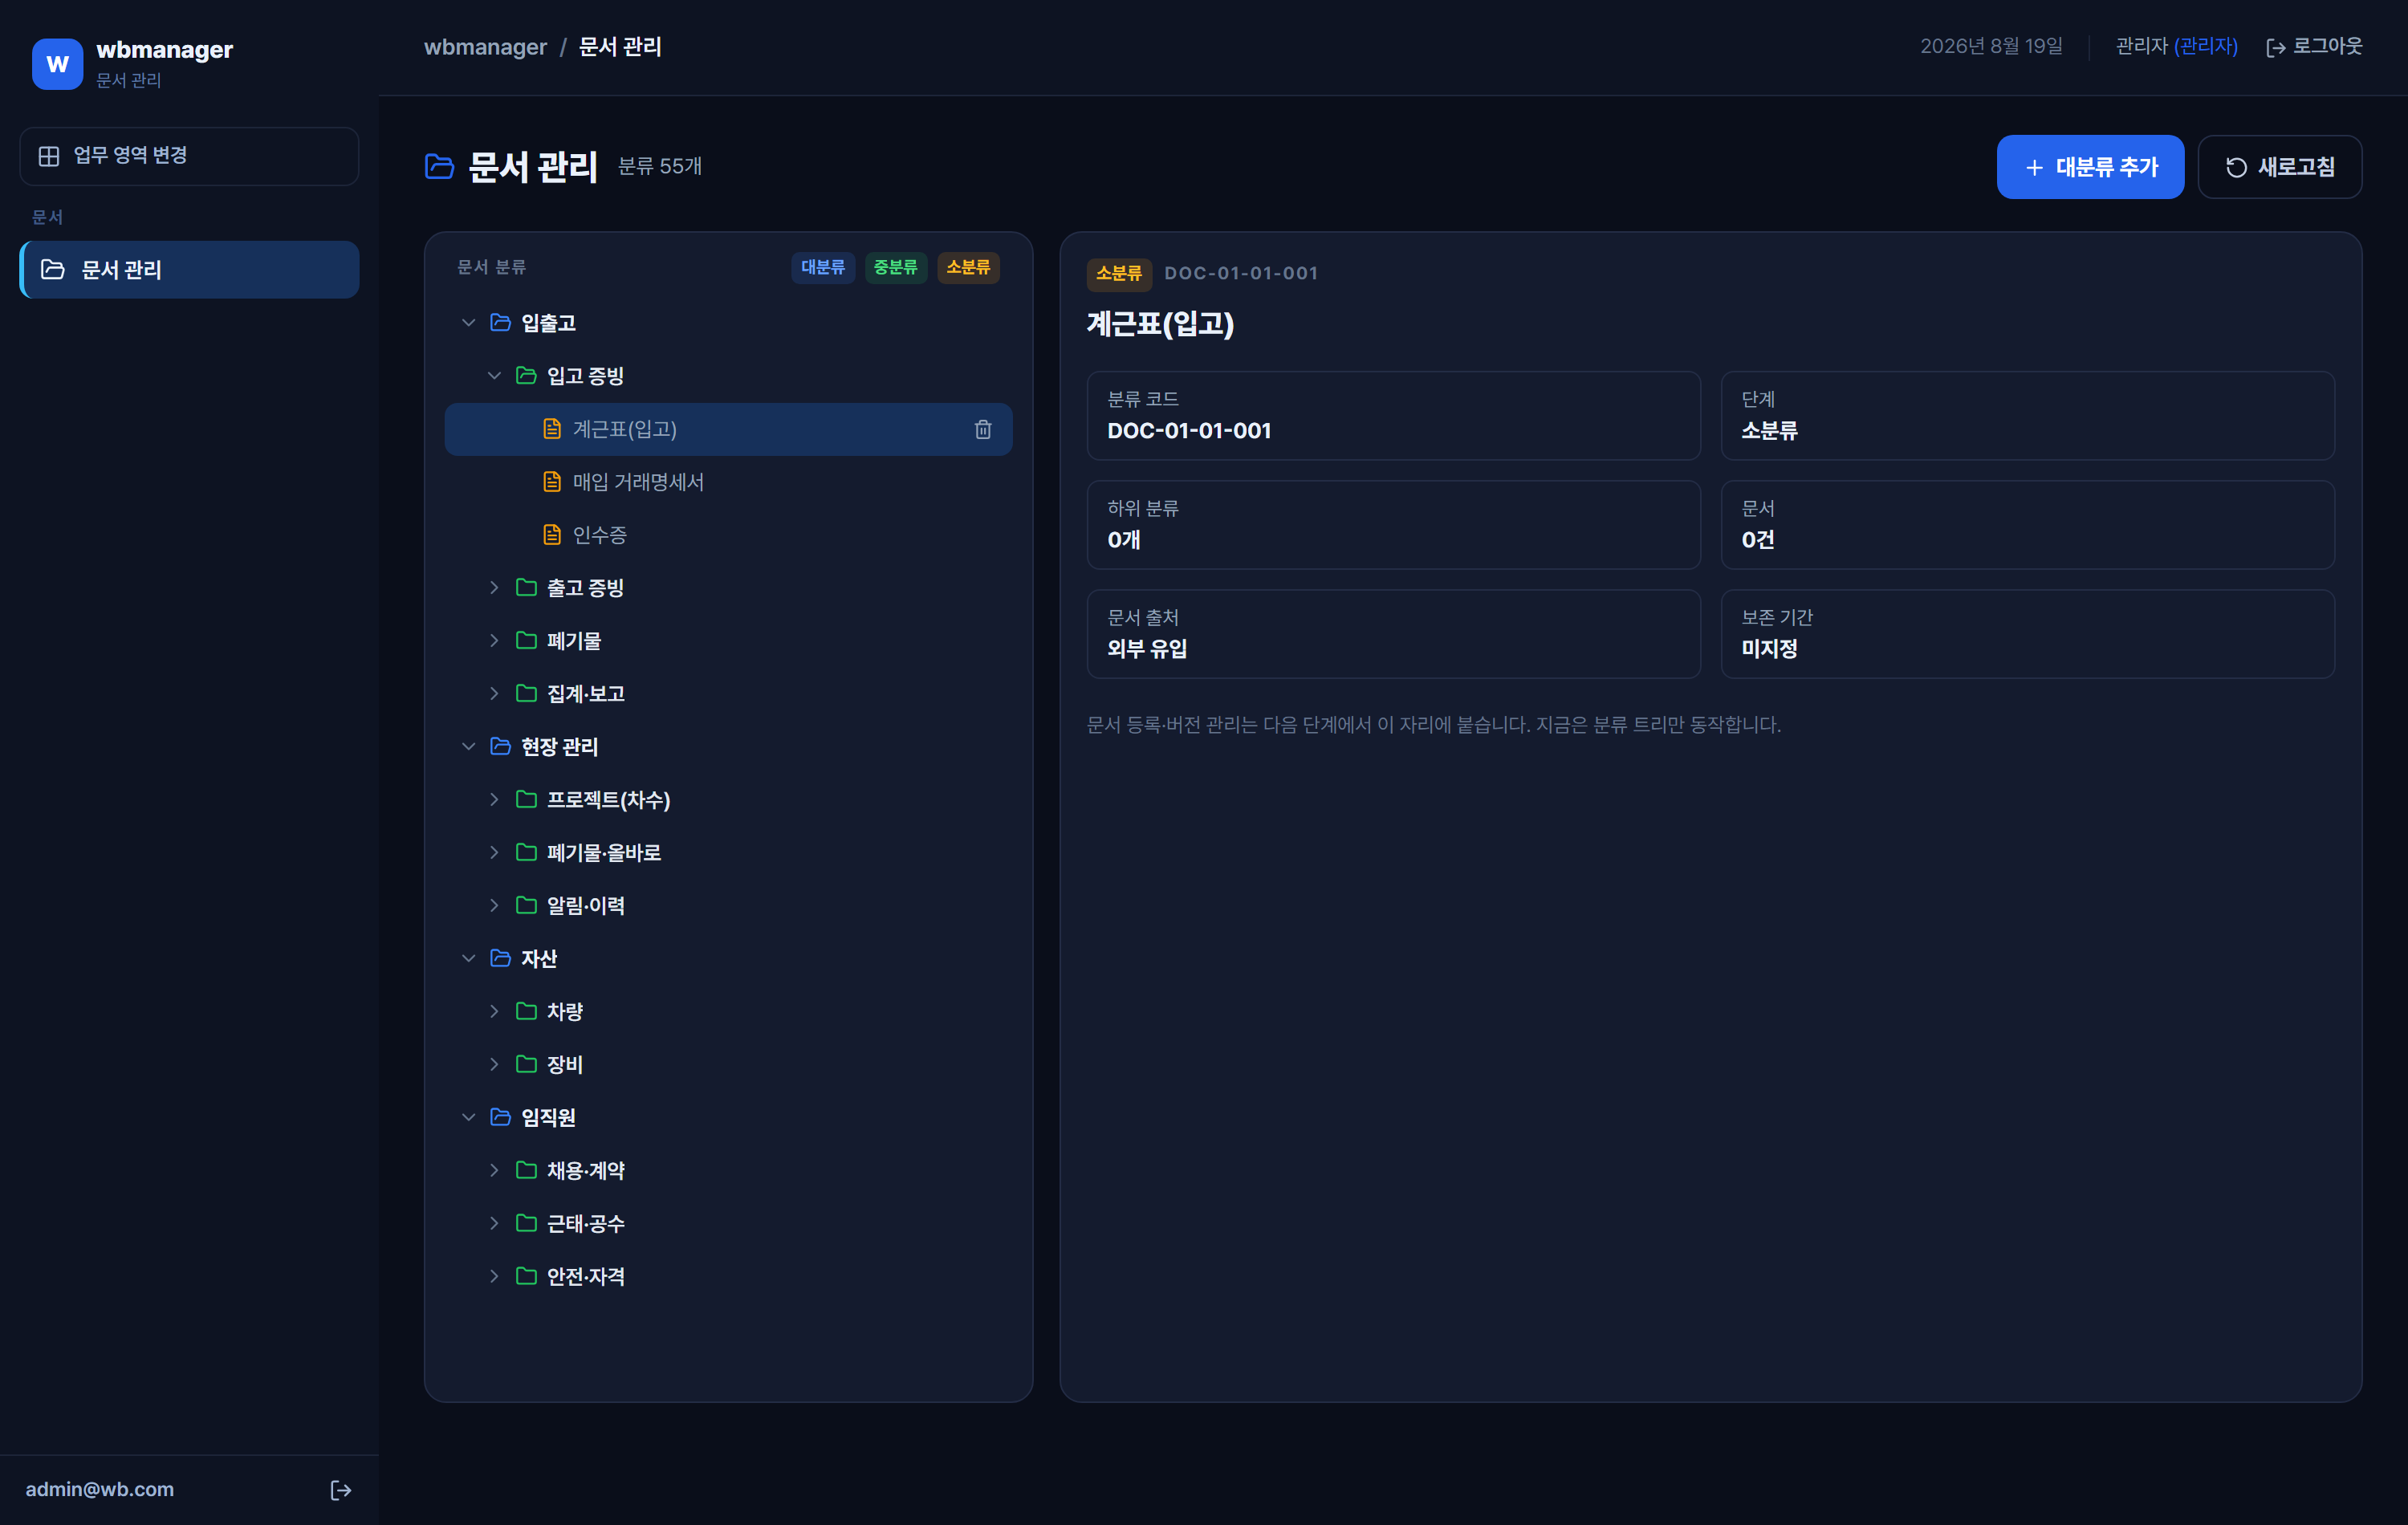 W
wbmanager
문서 관리
업무 영역 변경
문서
문서 관리
admin@wb.com
wbmanager / 문서 관리
2026년 8월 19일
관리자 (관리자)
로그아웃
문서 관리 분류 55개
+ 대분류 추가
새로고침
문서 분류
대분류
중분류
소분류
입출고
입고 증빙
계근표(입고)
매입 거래명세서
인수증
출고 증빙
폐기물
집계·보고
현장 관리
프로젝트(차수)
폐기물·올바로
알림·이력
자산
차량
장비
임직원
채용·계약
근태·공수
안전·자격
소분류 DOC-01-01-001
계근표(입고)
분류 코드
DOC-01-01-001
단계
소분류
하위 분류
0개
문서
0건
문서 출처
외부 유입
보존 기간
미지정
문서 등록·버전 관리는 다음 단계에서 이 자리에 붙습니다. 지금은 분류 트리만 동작합니다.